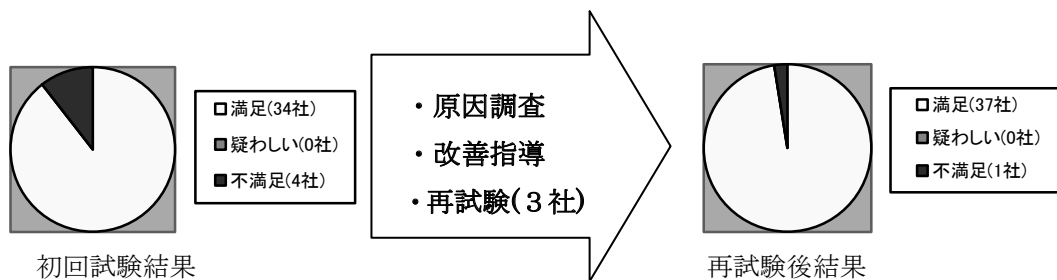 満足(34社)
疑わしい(0社)
不満足(4社)
初回試験結果
・原因調査
・改善指導
・再試験(３社)
満足(37社)
疑わしい(0社)
不満足(1社)
再試験後結果